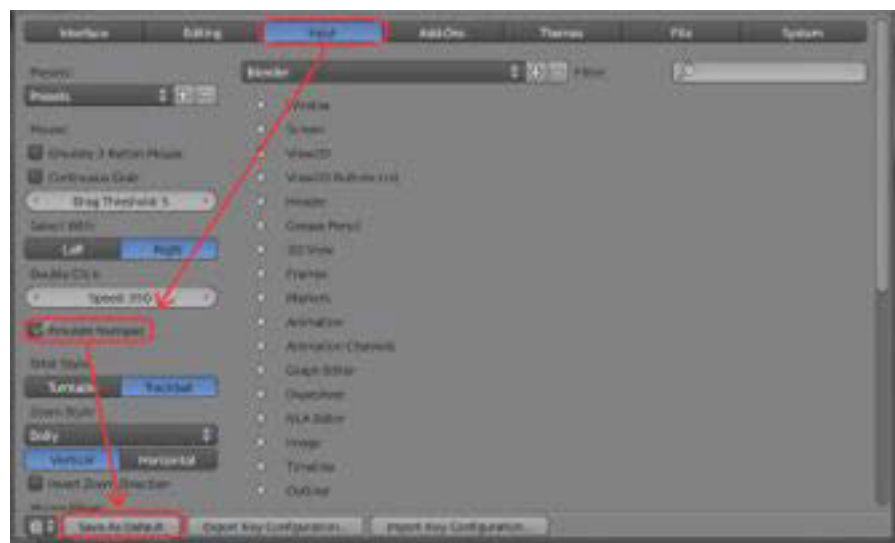 Interface Editing Input Add-Ons Themes File System
Presets:
Presets
Blender
Filter
Mouse:
Emulate 3 Button Mouse
Continuous Grab
Drag Threshold: 5
Select With:
Left Right
Double Click:
Speed: 350
Emulate Numpad
Orbit Style:
Turntable Trackball
Zoom Style:
Dolly
Vertical Horizontal
Invert Zoom Direction
Window
Screen
View2D
View2D Buttons List
Header
Grease Pencil
3D View
Frames
Markers
Animation
Animation Channels
Graph Editor
Dopesheet
NLA Editor
Image
Timeline
Outliner
Save As Default
Export Key Configuration...
Import Key Configuration...